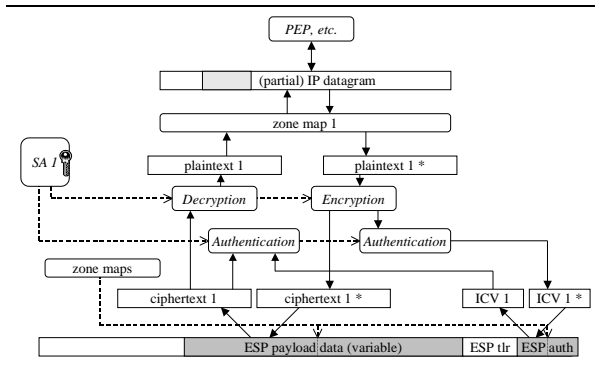 PEP, etc.
(partial) IP datagram
zone map 1
SA 1
plaintext 1
plaintext 1 *
Decryption
Encryption
Authentication
Authentication
zone maps
ciphertext 1
ciphertext 1 *
ICV 1
ICV 1 *
ESP payload data (variable)
ESP tlr
ESP auth